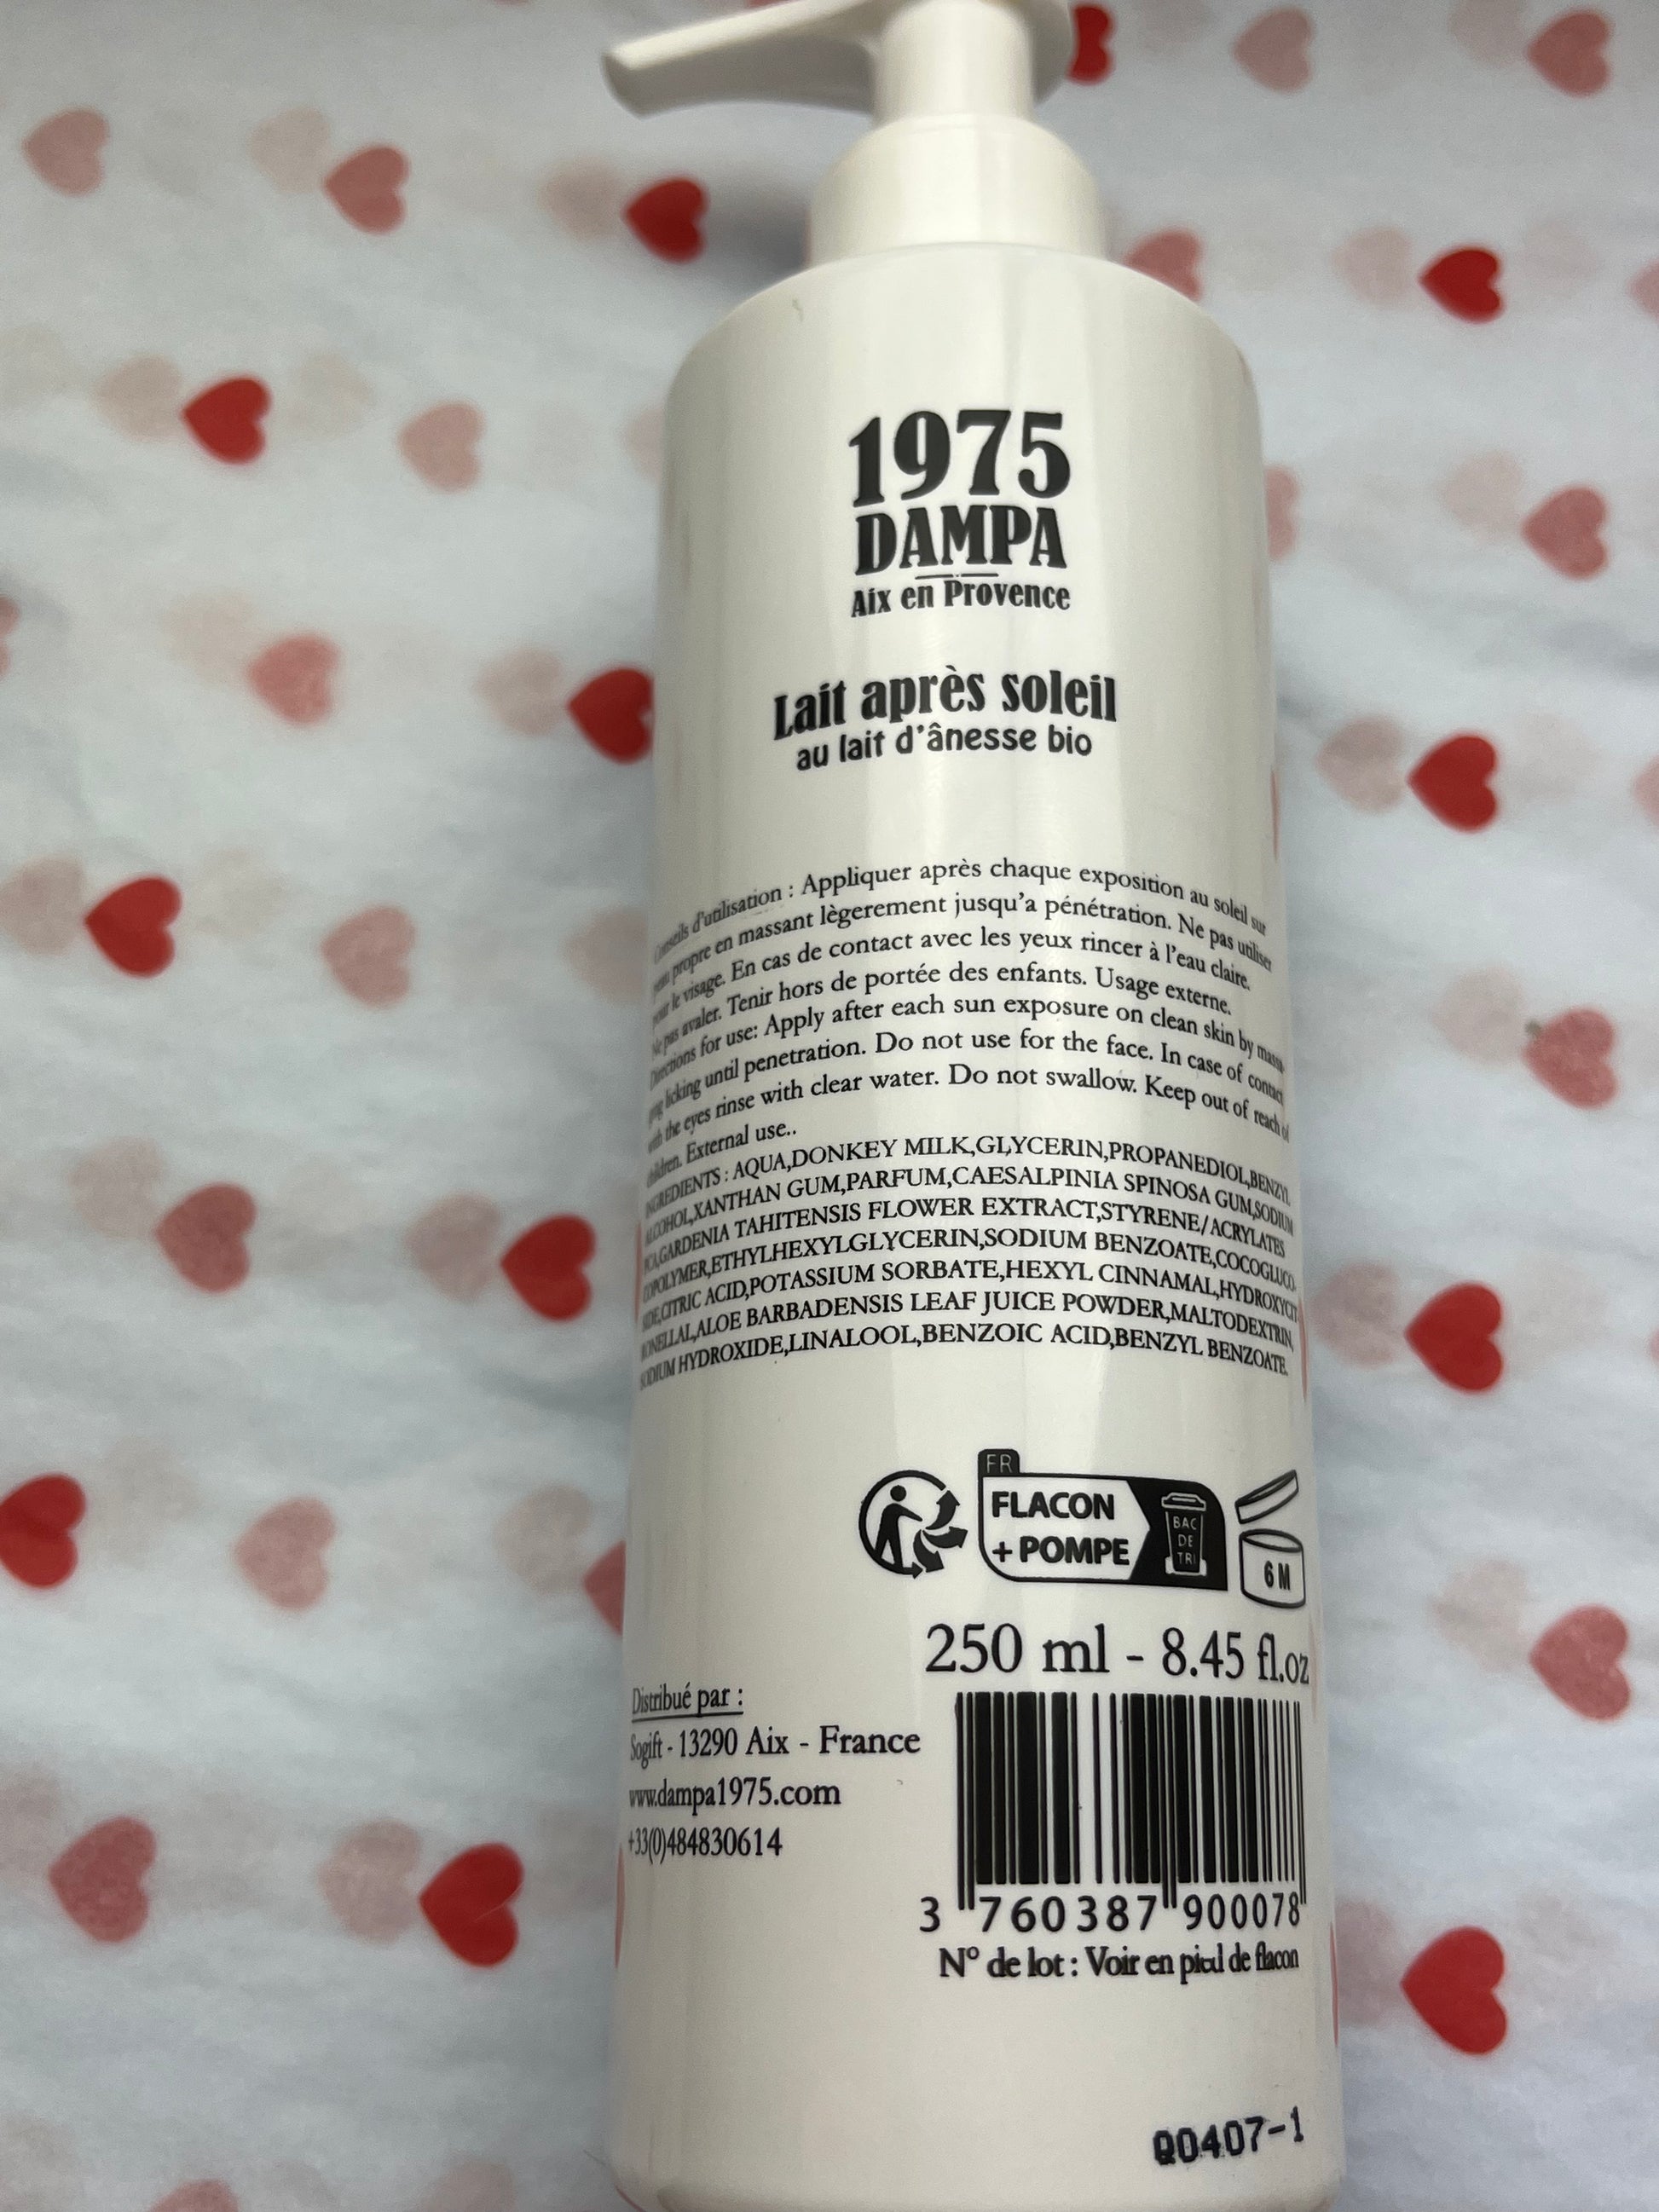 1975
DAMPA
Aix en Provence
Lait après soleil
au lait d'ânesse bio
Conseils d'utilisation : Appliquer après chaque exposition au soleil sur
peau propre en massant lègerement jusqu'a pénétration. Ne pas utiliser
pour le visage. En cas de contact avec les yeux rincer à l'eau claire.
Ne pas avaler. Tenir hors de portée des enfants. Usage externe.
Directions for use: Apply after each sun exposure on clean skin by massa-
ging licking until penetration. Do not use for the face. In case of contact
with the eyes rinse with clear water. Do not swallow. Keep out of reach of
children. External use..
INGREDIENTS : AQUA,DONKEY MILK,GLYCERIN,PROPANEDIOL,BENZYL
ALCOHOL,XANTHAN GUM,PARFUM,CAESALPINIA SPINOSA GUM,SODIUM
PCA,GARDENIA TAHITENSIS FLOWER EXTRACT,STYRENE/ACRYLATES
COPOLYMER,ETHYLHEXYLGLYCERIN,SODIUM BENZOATE,COCOGLUCO-
SIDE,CITRIC ACID,POTASSIUM SORBATE,HEXYL CINNAMAL,HYDROXYCIT
RONELLAL,ALOE BARBADENSIS LEAF JUICE POWDER,MALTODEXTRIN,
SODIUM HYDROXIDE,LINALOOL,BENZOIC ACID,BENZYL BENZOATE.
FR
FLACON
+ POMPE
BAC
DE
TRI
6 M
250 ml - 8.45 fl.oz
Distribué par :
Sogift - 13290 Aix - France
www.dampa1975.com
+33(0)484830614
3 760387 900078
N° de lot : Voir en pied de flacon
Q0407-1